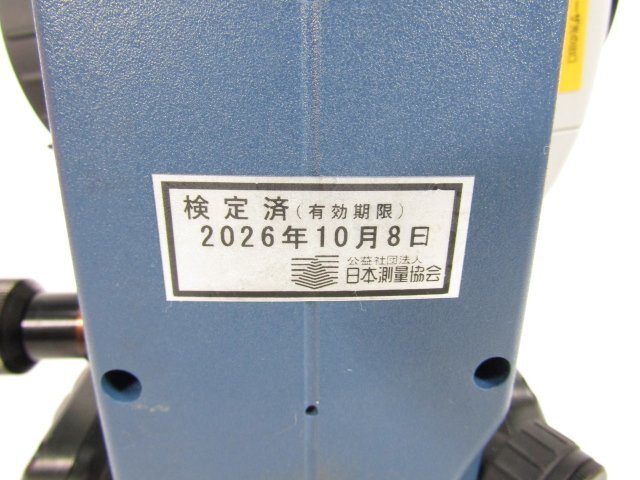 検定済(有効期限)
2026年10月8日
公益社団法人
日本測量協会